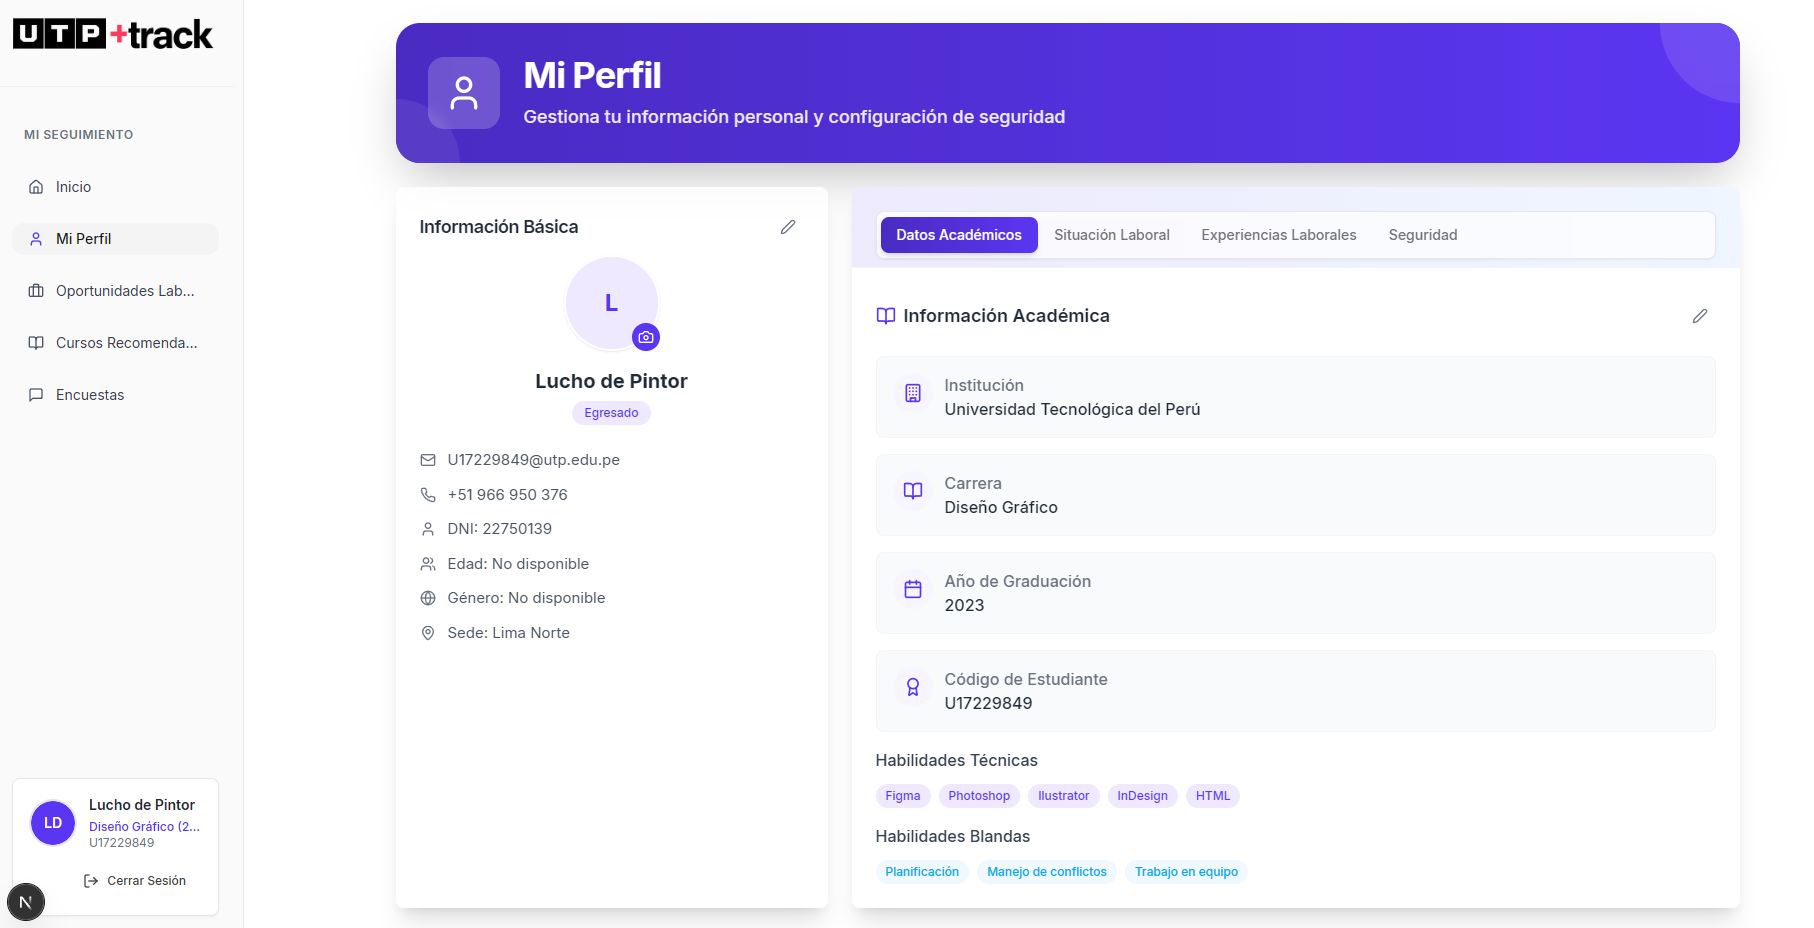 UTP+track
MI SEGUIMIENTO
Inicio
Mi Perfil
Oportunidades Lab...
Cursos Recomenda...
Encuestas
Lucho de Pintor
LD
Diseño Gráfico (2...
U17229849
Cerrar Sesión
N
Mi Perfil
Gestiona tu información personal y configuración de seguridad
Información Básica
L
Lucho de Pintor
Egresado
U17229849@utp.edu.pe
+51 966 950 376
DNI: 22750139
Edad: No disponible
Género: No disponible
Sede: Lima Norte
Datos Académicos Situación Laboral Experiencias Laborales Seguridad
Información Académica
Institución
Universidad Tecnológica del Perú
Carrera
Diseño Gráfico
Año de Graduación
2023
Código de Estudiante
U17229849
Habilidades Técnicas
Figma Photoshop Ilustrator InDesign HTML
Habilidades Blandas
Planificación Manejo de conflictos Trabajo en equipo